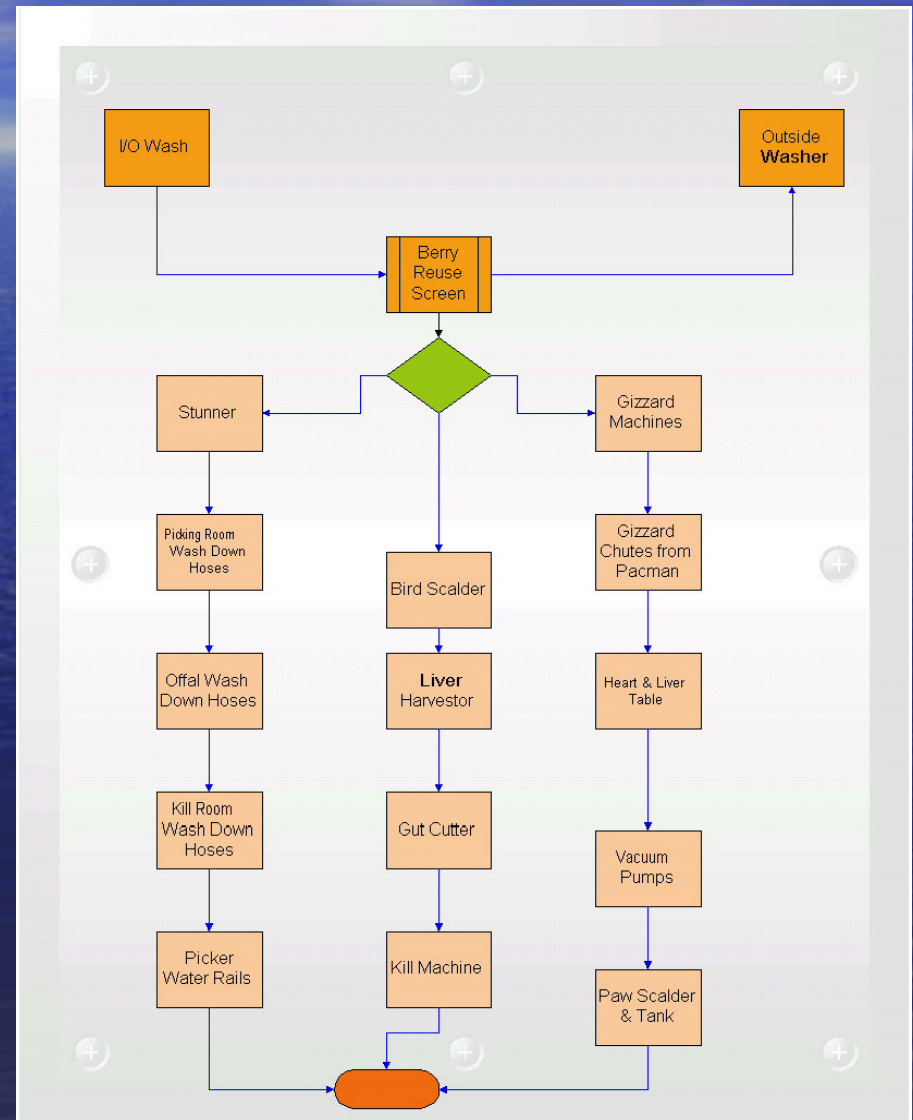 I/O Wash
Outside
Washer
Berry
Reuse
Screen
Stunner
Gizzard
Machines
Picking Room
Wash Down
Hoses
Gizzard
Chutes from
Pacman
Bird Scalder
Offal Wash
Down Hoses
Liver
Harvestor
Heart & Liver
Table
Kill Room
Wash Down
Hoses
Gut Cutter
Vacuum
Pumps
Picker
Water Rails
Kill Machine
Paw Scalder
& Tank